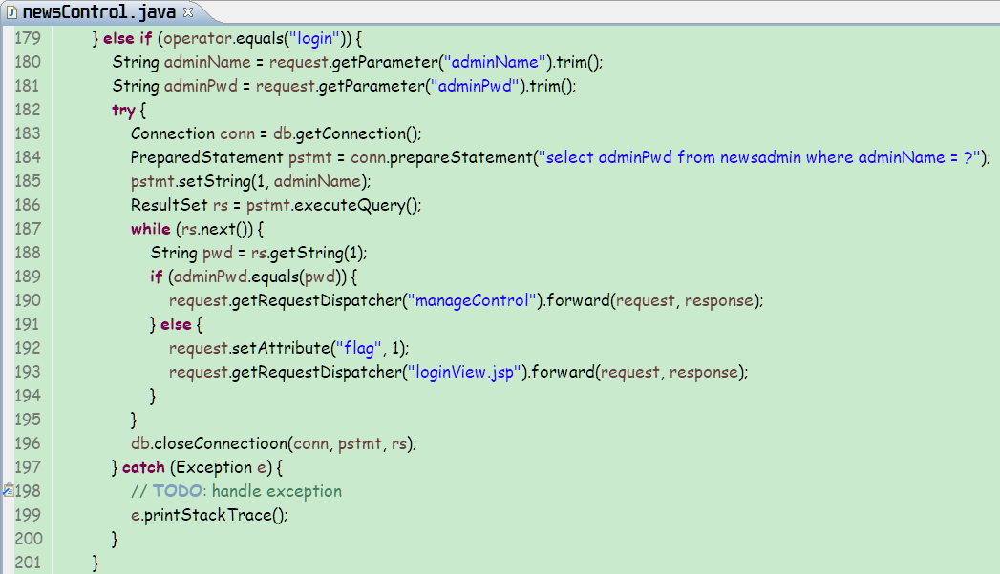 newsControl.java
179 } else if (operator.equals("login")) {
180 String adminName = request.getParameter("adminName").trim();
181 String adminPwd = request.getParameter("adminPwd").trim();
182 try {
183 Connection conn = db.getConnection();
184 PreparedStatement pstmt = conn.prepareStatement("select adminPwd from newsadmin where adminName = ?");
185 pstmt.setString(1, adminName);
186 ResultSet rs = pstmt.executeQuery();
187 while (rs.next()) {
188 String pwd = rs.getString(1);
189 if (adminPwd.equals(pwd)) {
190 request.getRequestDispatcher("manageControl").forward(request, response);
191 } else {
192 request.setAttribute("flag", 1);
193 request.getRequestDispatcher("loginView.jsp").forward(request, response);
194 }
195 }
196 db.closeConnectioon(conn, pstmt, rs);
197 } catch (Exception e) {
198 // TODO: handle exception
199 e.printStackTrace();
200 }
201 }